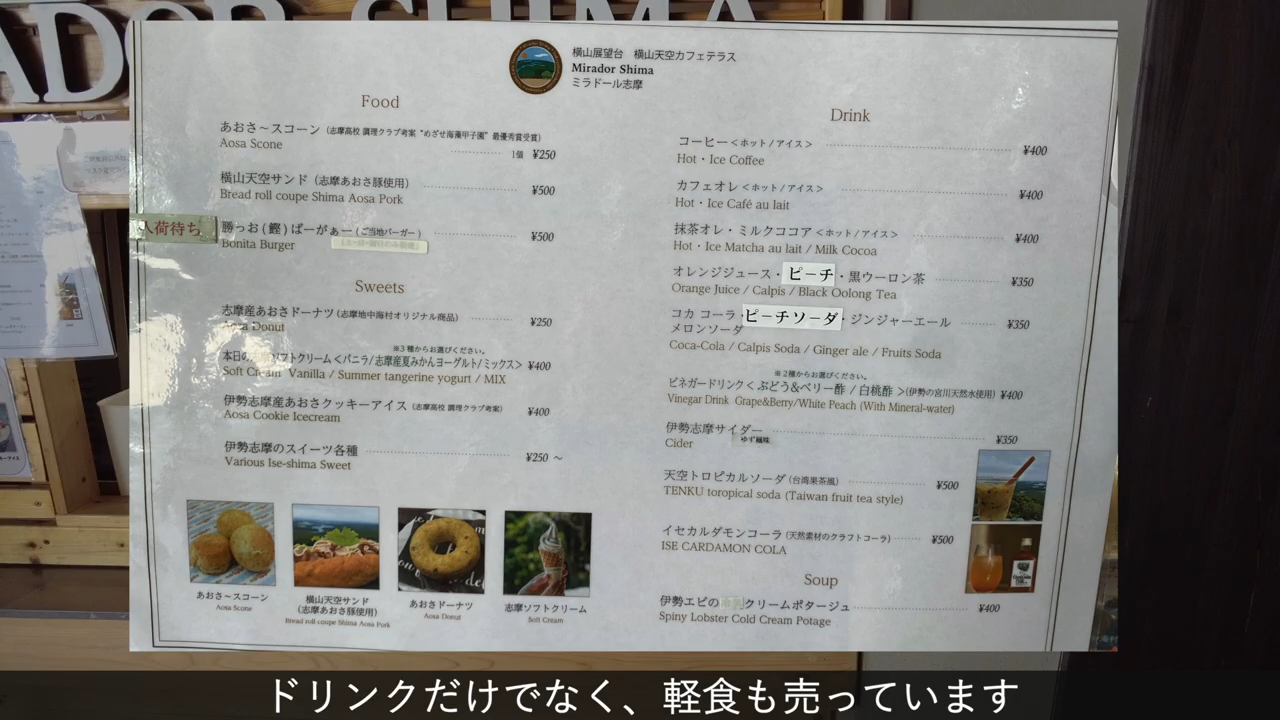 ADOR SHIMA
横山展望台　横山天空カフェテラス
Mirador Shima
ミラドール志摩
Food
あおさ～スコーン（志摩高校 調理クラブ考案 “めざせ海藻甲子園” 最優秀賞受賞）
Aosa Scone
1個 ¥250
横山天空サンド（志摩あおさ豚使用） ¥500
Bread roll coupe Shima Aosa Pork
入荷待ち
勝っお(鰹)ばーがぁー(ご当地バーガー) ¥500
Bonita Burger
Sweets
志摩産あおさドーナツ(志摩地中海村オリジナル商品) ¥250
Aosa Donut
※3種からお選びください。
本日の志摩ソフトクリーム＜バニラ/志摩産夏みかんヨーグルト/ミックス＞ ¥400
Soft Cream Vanilla / Summer tangerine yogurt / MIX
伊勢志摩産あおさクッキーアイス（志摩高校 調理クラブ考案） ¥400
Aosa Cookie Icecream
伊勢志摩のスイーツ各種 ¥250 ～
Various Ise-shima Sweet
あおさ～スコーン
Aosa Scone
横山天空サンド
（志摩あおさ豚使用）
Bread roll coupe Shima Aosa Pork
あおさドーナツ
Aosa Donut
志摩ソフトクリーム
Soft Cream
Drink
コーヒー＜ホット/アイス＞ ¥400
Hot・Ice Coffee
カフェオレ＜ホット/アイス＞ ¥400
Hot・Ice Café au lait
抹茶オレ・ミルクココア＜ホット/アイス＞ ¥400
Hot・Ice Matcha au lait / Milk Cocoa
オレンジジュース・ピーチ・黒ウーロン茶 ¥350
Orange Juice / Calpis / Black Oolong Tea
コカ コーラ・ピーチソーダ・ジンジャーエール ¥350
メロンソーダ
Coca-Cola / Calpis Soda / Ginger ale / Fruits Soda
※2種からお選びください。
ビネガードリンク＜ぶどう&ベリー酢 / 白桃酢＞(伊勢の宮川天然水使用) ¥400
Vinegar Drink Grape&Berry/White Peach (With Mineral-water)
伊勢志摩サイダー ¥350
Cider ゆず風味
天空トロピカルソーダ（台湾果茶風） ¥500
TENKU toropical soda (Taiwan fruit tea style)
イセカルダモンコーラ（天然素材のクラフトコーラ） ¥500
ISE CARDAMON COLA
Soup
伊勢エビの クリームポタージュ ¥400
Spiny Lobster Cold Cream Potage
ドリンクだけでなく、軽食も売っています